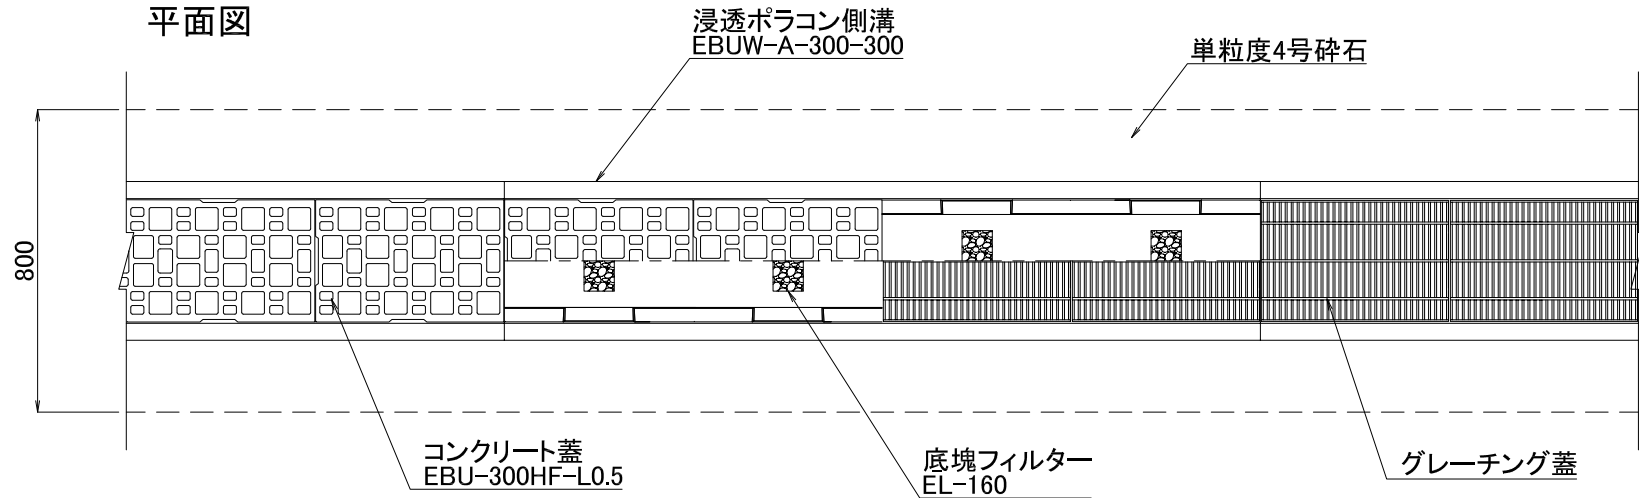 平面図
浸透ポラコン側溝
EBUW-A-300-300
単粒度4号砕石
800
コンクリート蓋
EBU-300HF-L0.5
底塊フィルター
EL-160
グレーチング蓋